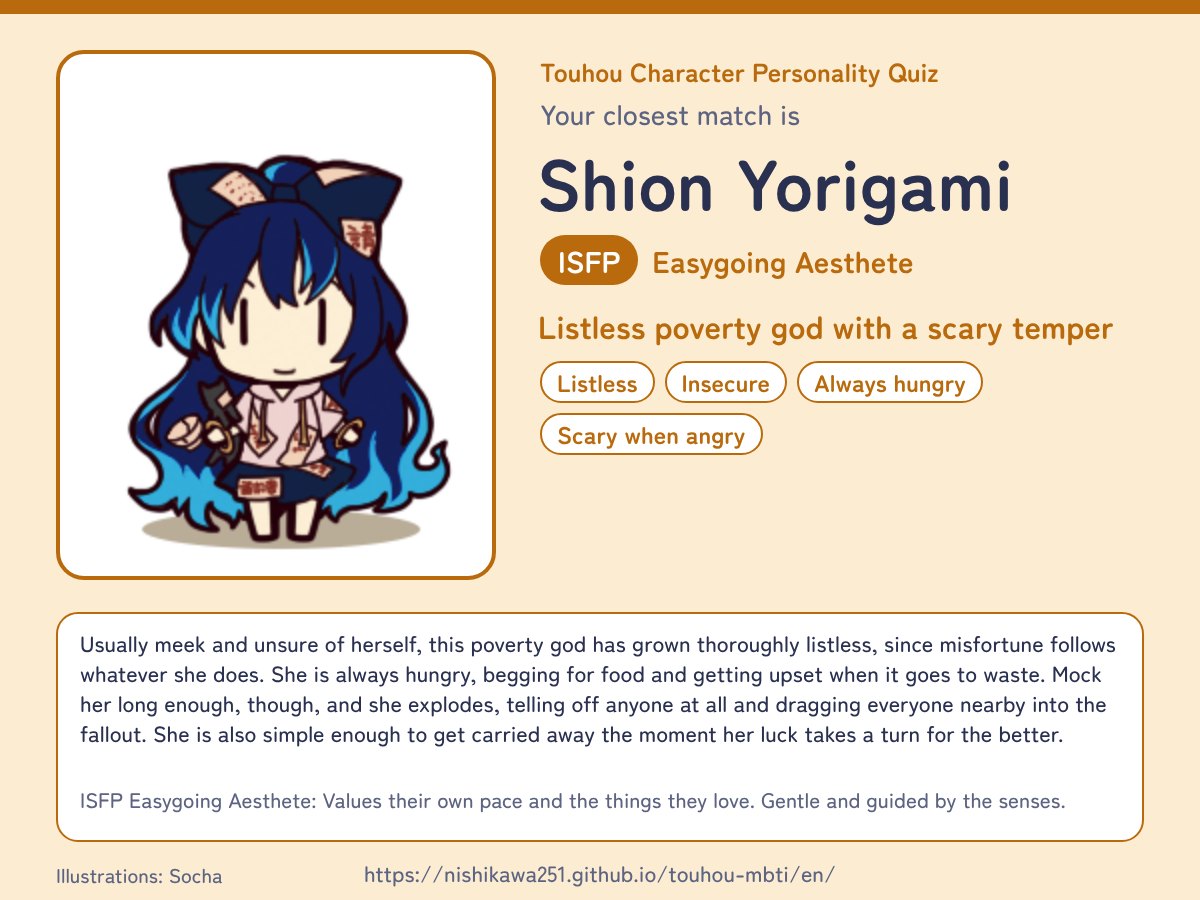 Touhou Character Personality Quiz
Your closest match is
Shion Yorigami
ISFP Easygoing Aesthete
Listless poverty god with a scary temper
Listless Insecure Always hungry
Scary when angry
Usually meek and unsure of herself, this poverty god has grown thoroughly listless, since misfortune follows
whatever she does. She is always hungry, begging for food and getting upset when it goes to waste. Mock
her long enough, though, and she explodes, telling off anyone at all and dragging everyone nearby into the
fallout. She is also simple enough to get carried away the moment her luck takes a turn for the better.
ISFP Easygoing Aesthete: Values their own pace and the things they love. Gentle and guided by the senses.
Illustrations: Socha https://nishikawa251.github.io/touhou-mbti/en/